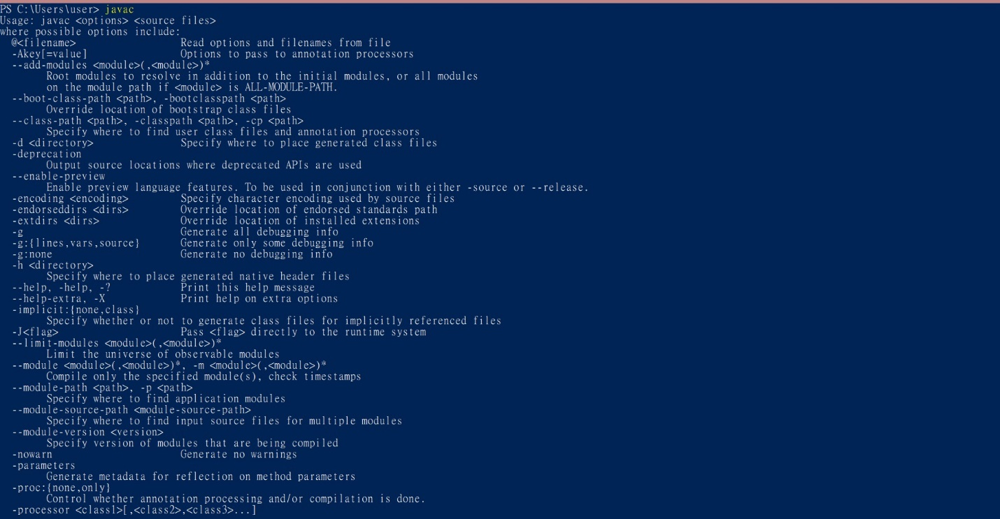 PS C:\Users\user> javac
Usage: javac <options> <source files>
where possible options include:
  @<filename>                  Read options and filenames from file
  -Akey[=value]                Options to pass to annotation processors
  --add-modules <module>(,<module>)*
        Root modules to resolve in addition to the initial modules, or all modules
        on the module path if <module> is ALL-MODULE-PATH.
  --boot-class-path <path>, -bootclasspath <path>
        Override location of bootstrap class files
  --class-path <path>, -classpath <path>, -cp <path>
        Specify where to find user class files and annotation processors
  -d <directory>               Specify where to place generated class files
  -deprecation
        Output source locations where deprecated APIs are used
  --enable-preview
        Enable preview language features. To be used in conjunction with either -source or --release.
  -encoding <encoding>         Specify character encoding used by source files
  -endorseddirs <dirs>         Override location of endorsed standards path
  -extdirs <dirs>              Override location of installed extensions
  -g                           Generate all debugging info
  -g:{lines,vars,source}       Generate only some debugging info
  -g:none                      Generate no debugging info
  -h <directory>
        Specify where to place generated native header files
  --help, -help, -?            Print this help message
  --help-extra, -X             Print help on extra options
  -implicit:{none,class}
        Specify whether or not to generate class files for implicitly referenced files
  -J<flag>                     Pass <flag> directly to the runtime system
  --limit-modules <module>(,<module>)*
        Limit the universe of observable modules
  --module <module>(,<module>)*, -m <module>(,<module>)*
        Compile only the specified module(s), check timestamps
  --module-path <path>, -p <path>
        Specify where to find application modules
  --module-source-path <module-source-path>
        Specify where to find input source files for multiple modules
  --module-version <version>
        Specify version of modules that are being compiled
  -nowarn                      Generate no warnings
  -parameters
        Generate metadata for reflection on method parameters
  -proc:{none,only}
        Control whether annotation processing and/or compilation is done.
  -processor <class1>[,<class2>,<class3>...]